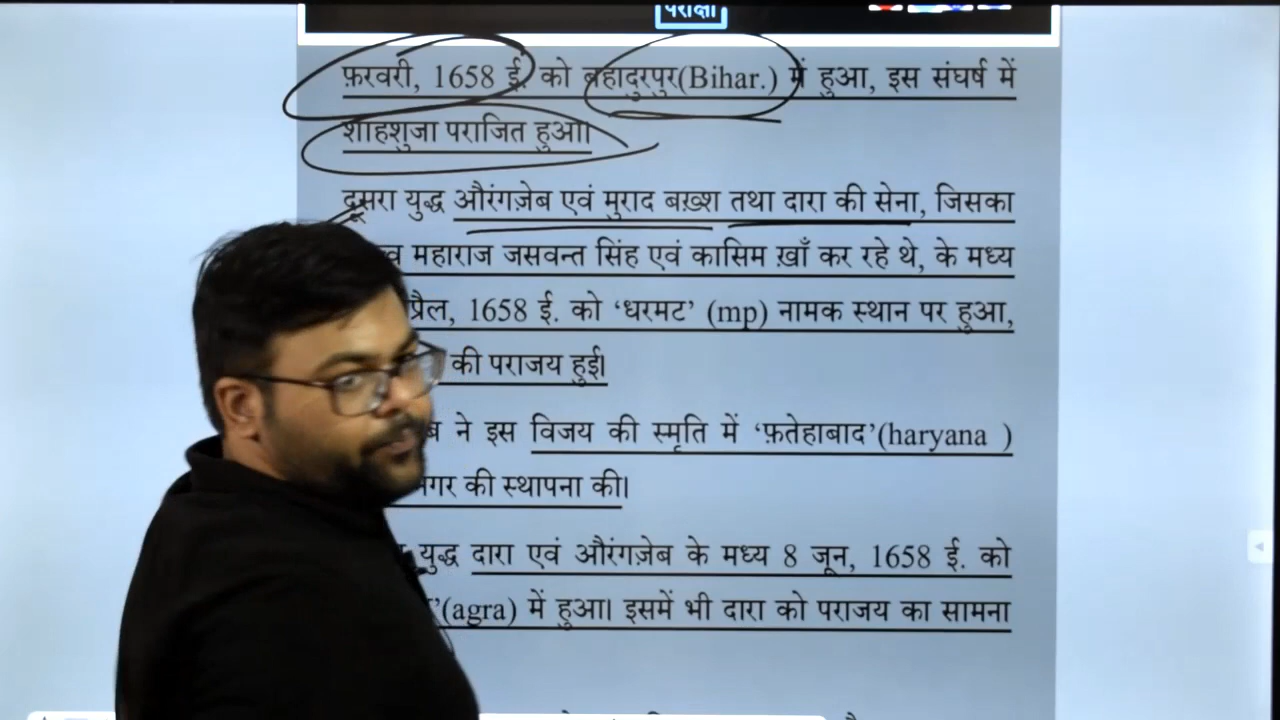 परीक्षा
फ़रवरी, 1658 ई. को बहादुरपुर(Bihar.) में हुआ, इस संघर्ष में
शाहशुजा पराजित हुआ।
दूसरा युद्ध औरंगज़ेब एवं मुराद बख़्श तथा दारा की सेना, जिसका
महाराज जसवन्त सिंह एवं कासिम ख़ाँ कर रहे थे, के मध्य
1658 ई. को ‘धरमट’ (mp) नामक स्थान पर हुआ,
की पराजय हुई।
ने इस विजय की स्मृति में ‘फ़तेहाबाद’(haryana )
की स्थापना की।
युद्ध दारा एवं औरंगज़ेब के मध्य 8 जून, 1658 ई. को
(agra) में हुआ। इसमें भी दारा को पराजय का सामना